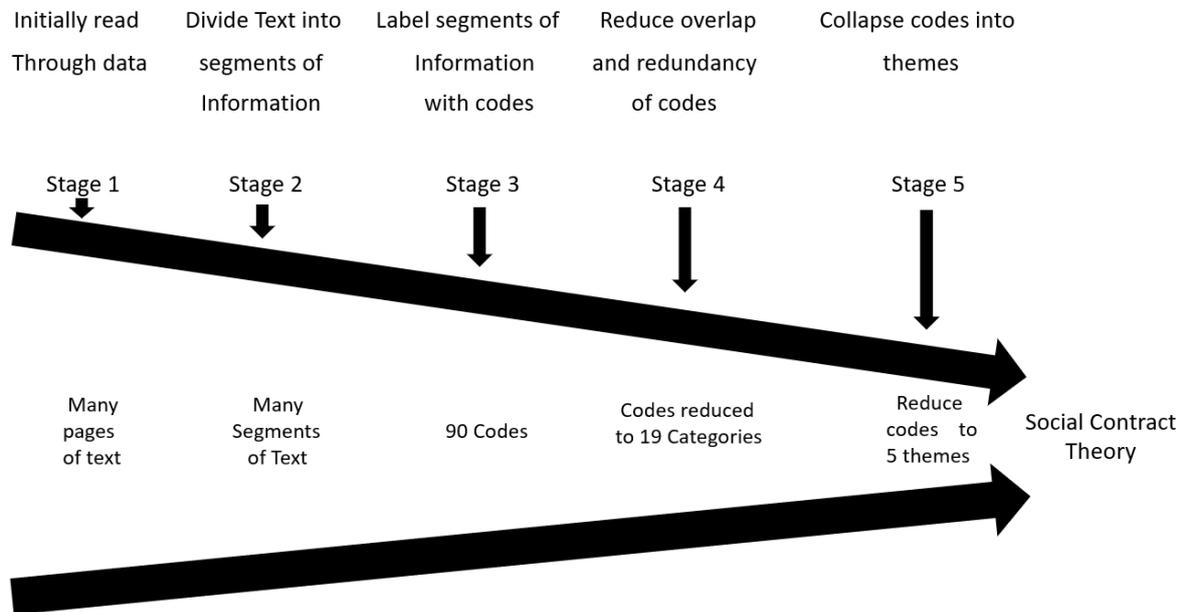 Initially read
Through data
Divide Text into
segments of
Information
Label segments of
Information
with codes
Reduce overlap
and redundancy
of codes
Collapse codes into
themes
Stage 1
Stage 2
Stage 3
Stage 4
Stage 5
Many
pages
of text
Many
Segments
of Text
90 Codes
Codes reduced
to 19 Categories
Reduce
codes to
5 themes
Social Contract
Theory